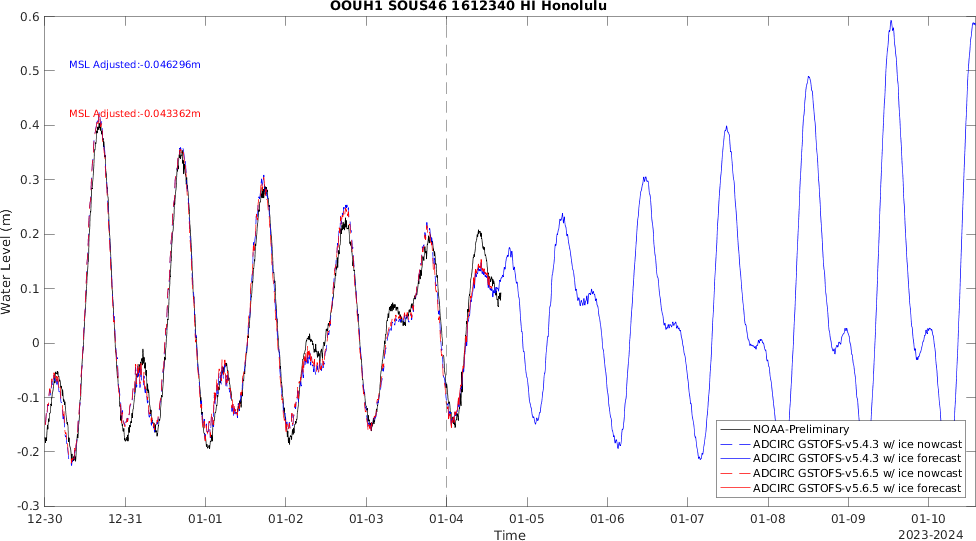 OOUH1 SOUS46 1612340 HI Honolulu
0.6
0.5
0.4
0.3
0.2
0.1
0
-0.1
-0.2
-0.3
Water Level (m)
MSL Adjusted:-0.046296m
MSL Adjusted:-0.043362m
NOAA-Preliminary
ADCIRC GSTOFS-v5.4.3 w/ ice nowcast
ADCIRC GSTOFS-v5.4.3 w/ ice forecast
ADCIRC GSTOFS-v5.6.5 w/ ice nowcast
ADCIRC GSTOFS-v5.6.5 w/ ice forecast
12-30 12-31 01-01 01-02 01-03 01-04 01-05 01-06 01-07 01-08 01-09 01-10
Time
2023-2024